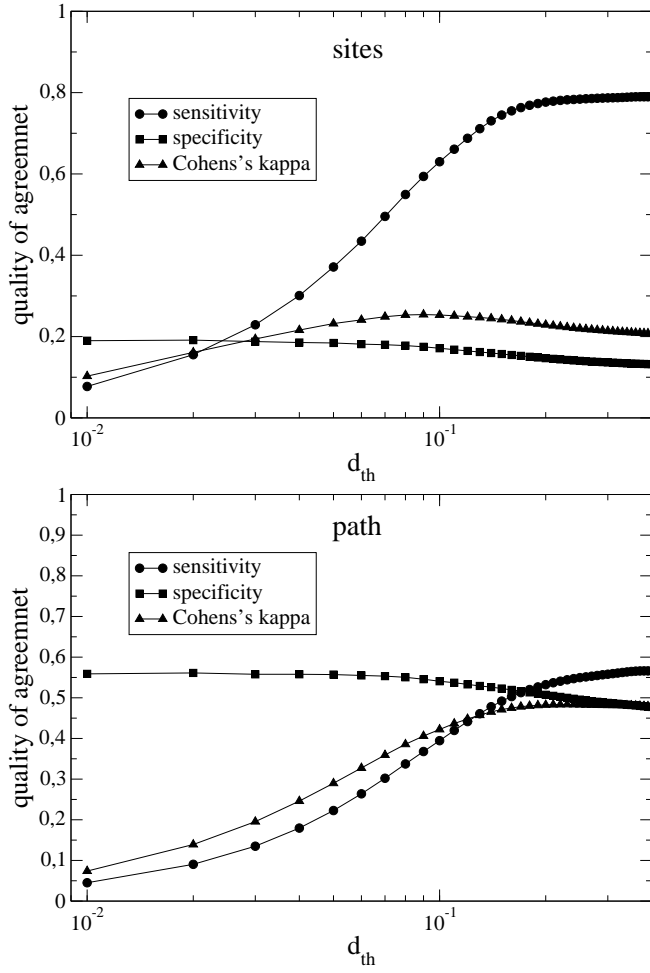 1
0,8
0,6
0,4
0,2
0
quality of agreemnet
sites
sensitivity
specificity
Cohens's kappa
10^-2
10^-1
d_th
1
0,9
0,8
0,7
0,6
0,5
0,4
0,3
0,2
0,1
0
quality of agreemnet
path
sensitivity
specificity
Cohens's kappa
10^-2
10^-1
d_th